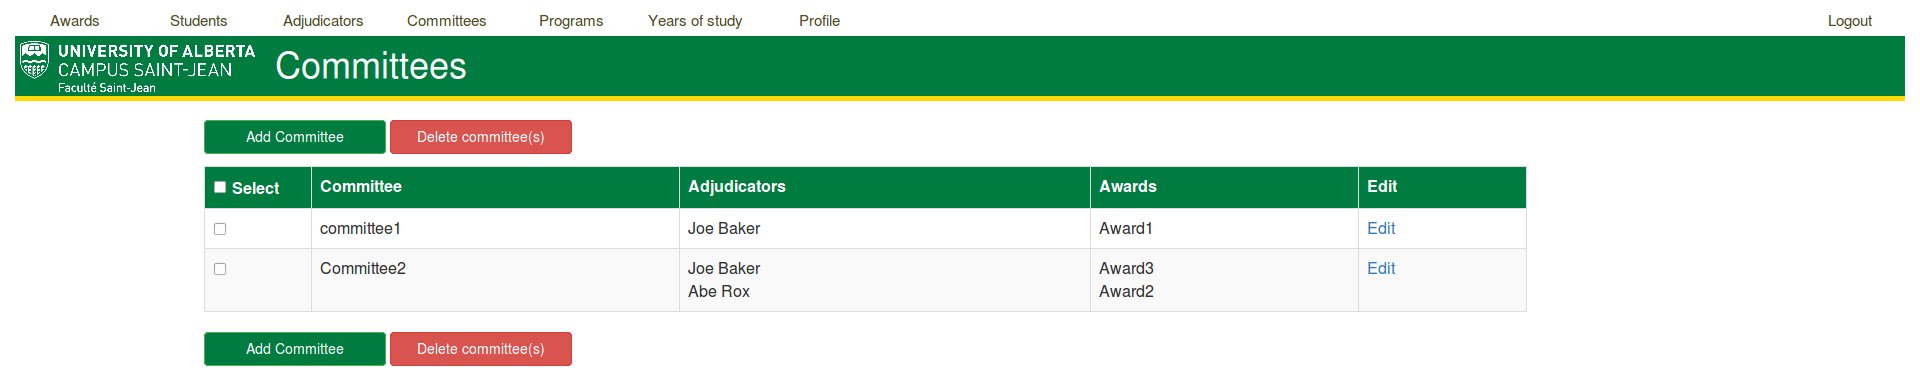 Awards Students Adjudicators Committees Programs Years of study Profile Logout
UNIVERSITY OF ALBERTA
CAMPUS SAINT-JEAN
Faculté Saint-Jean
Committees
Add Committee Delete committee(s)
Select Committee Adjudicators Awards Edit
committee1 Joe Baker Award1 Edit
Committee2 Joe Baker Award3 Edit
Abe Rox Award2
Add Committee Delete committee(s)